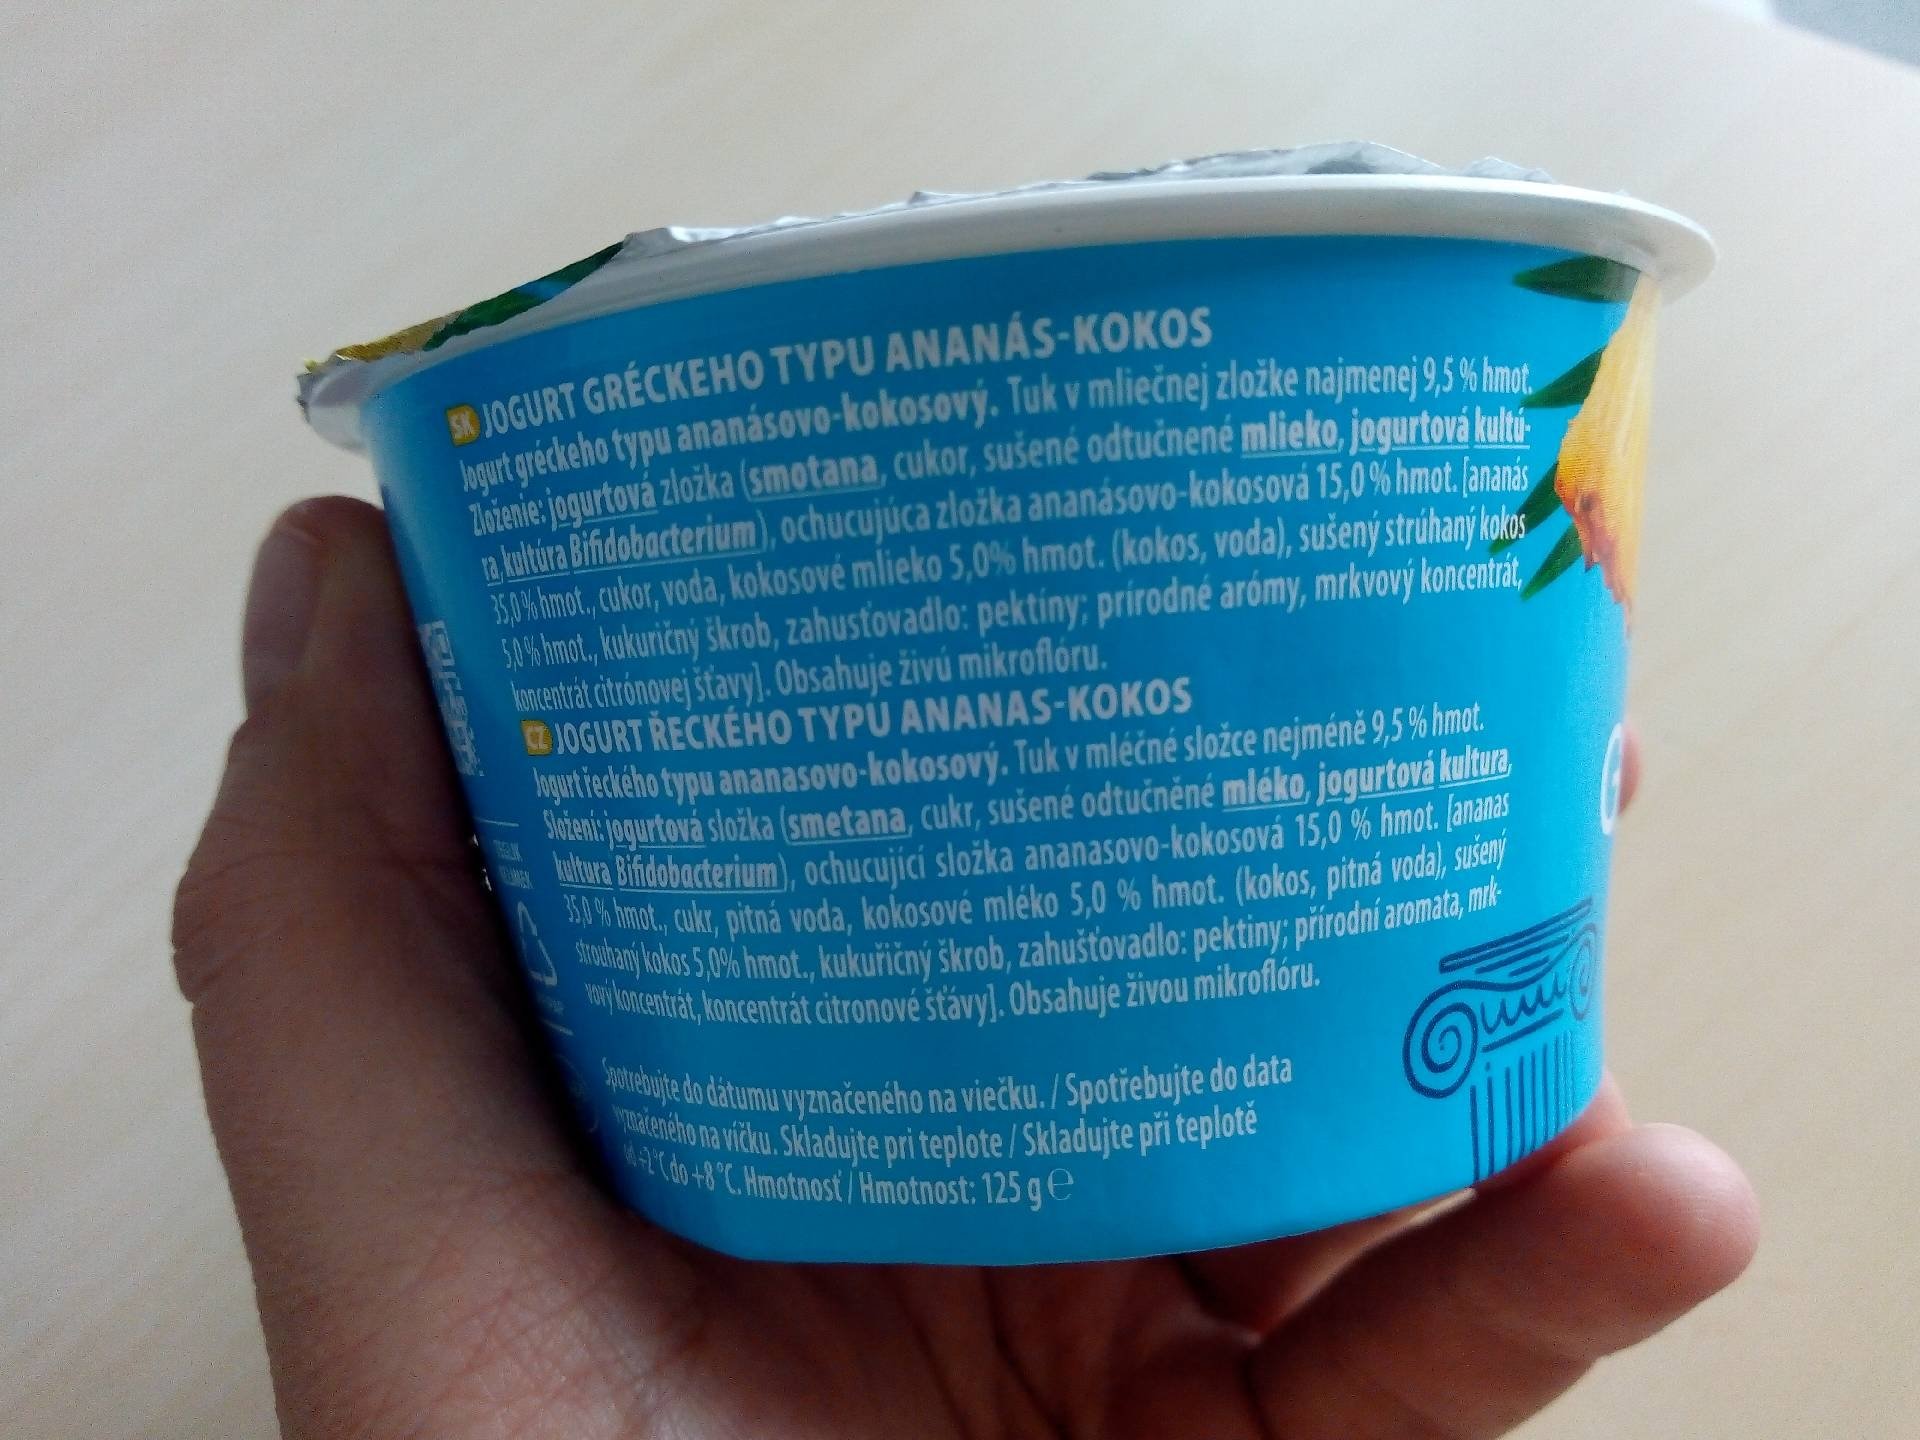 SK JOGURT GRÉCKEHO TYPU ANANÁS-KOKOS
Jogurt gréckeho typu ananásovo-kokosový. Tuk v mliečnej zložke najmenej 9,5 % hmot.
Zloženie: jogurtová zložka (smotana, cukor, sušené odtučnené mlieko, jogurtová kultú-
ra, kultúra Bifidobacterium), ochucujúca zložka ananásovo-kokosová 15,0 % hmot. [ananás
35,0 % hmot., cukor, voda, kokosové mlieko 5,0% hmot. (kokos, voda), sušený strúhaný kokos
5,0 % hmot., kukuričný škrob, zahusťovadlo: pektíny; prírodné arómy, mrkvový koncentrát,
koncentrát citrónovej šťavy]. Obsahuje živú mikroflóru.
CZ JOGURT ŘECKÉHO TYPU ANANAS-KOKOS
Jogurt řeckého typu ananasovo-kokosový. Tuk v mléčné složce nejméně 9,5 % hmot.
Složení: jogurtová složka (smetana, cukr, sušené odtučněné mléko, jogurtová kultura,
kultura Bifidobacterium), ochucující složka ananasovo-kokosová 15,0 % hmot. [ananas
35,0 % hmot., cukr, pitná voda, kokosové mléko 5,0 % hmot. (kokos, pitná voda), sušený
strouhaný kokos 5,0% hmot., kukuřičný škrob, zahušťovadlo: pektiny; přírodní aromata, mrk-
vový koncentrát, koncentrát citronové šťávy]. Obsahuje živou mikroflóru.
Spotrebujte do dátumu vyznačeného na viečku. / Spotřebujte do data
vyznačeného na víčku. Skladujte pri teplote / Skladujte při teplotě
od +2°C do +8°C. Hmotnosť / Hmotnost: 125 g e